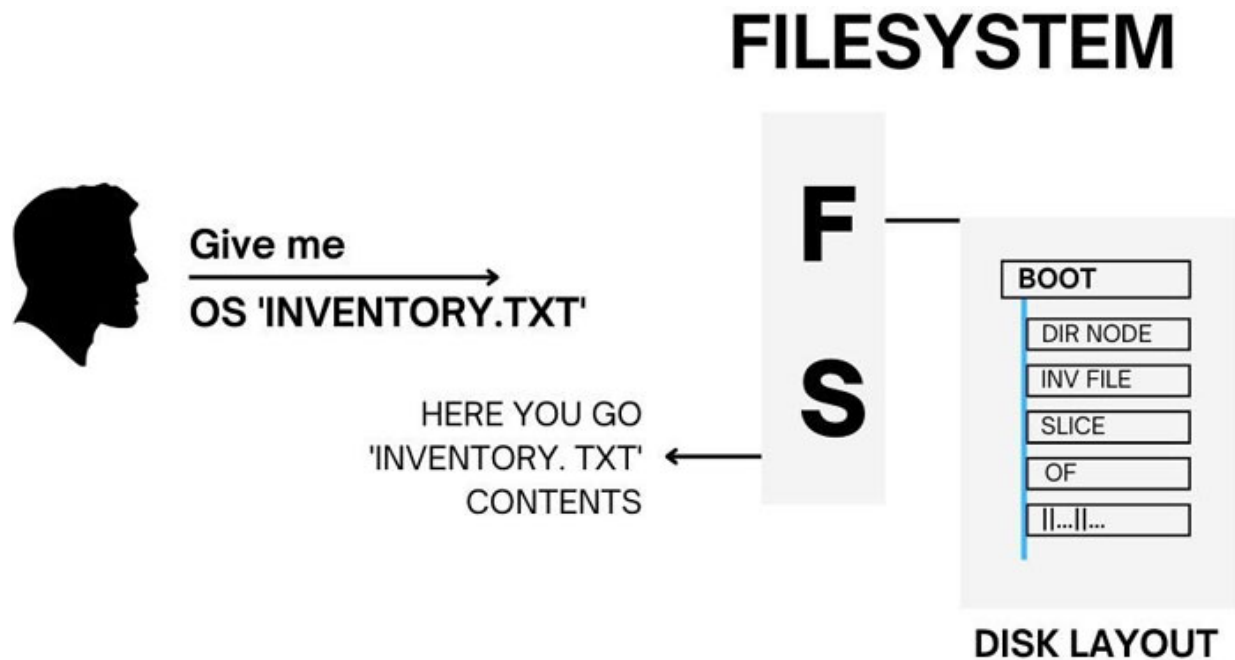 FILESYSTEM
Give me
OS 'INVENTORY.TXT'
HERE YOU GO
'INVENTORY. TXT'
CONTENTS
F
S
BOOT
DIR NODE
INV FILE
SLICE
OF
||...||...
DISK LAYOUT